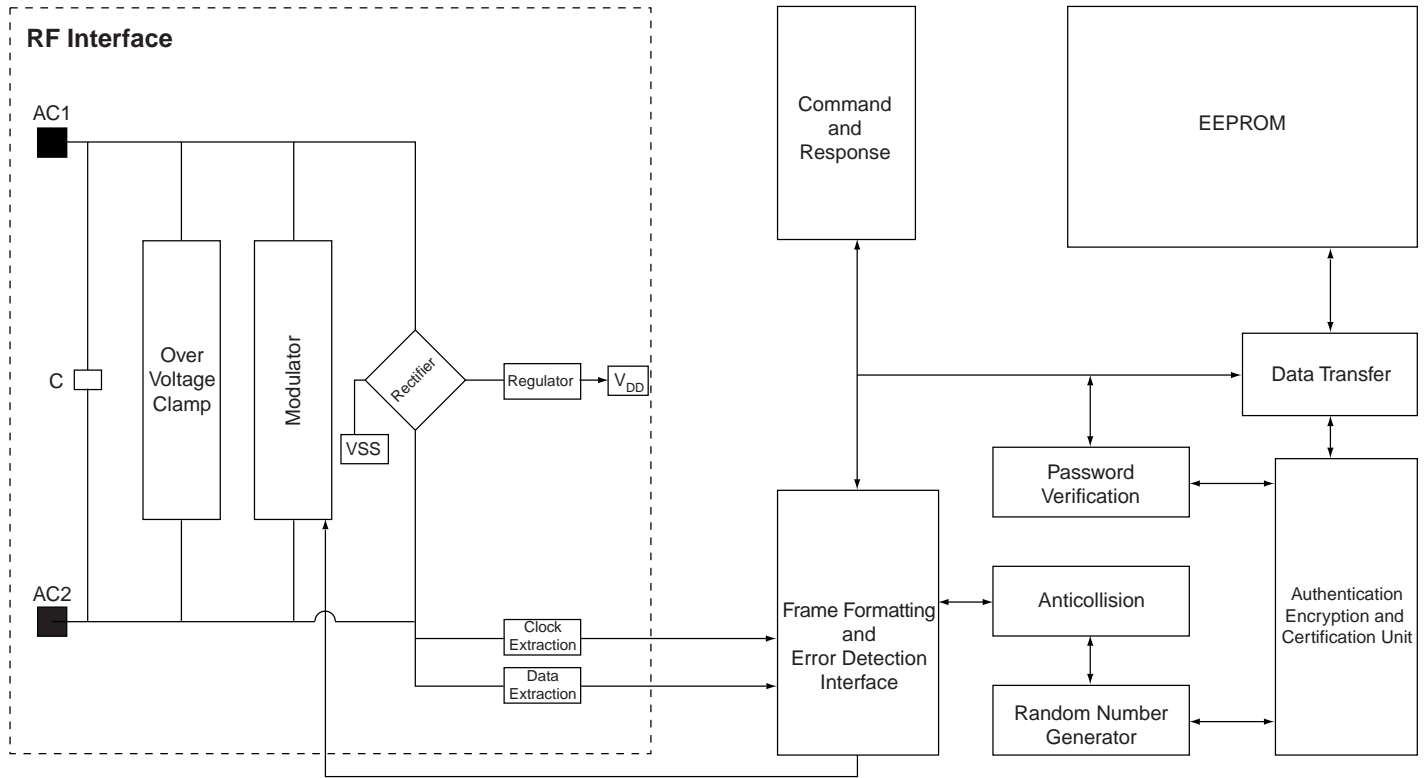 RF Interface
AC1
C
AC2
Over
Voltage
Clamp
Modulator
Rectifier
VSS
Regulator
VDD
Clock
Extraction
Data
Extraction
Command
and
Response
Frame Formatting
and
Error Detection
Interface
EEPROM
Data Transfer
Password
Verification
Anticollision
Random Number
Generator
Authentication
Encryption and
Certification Unit